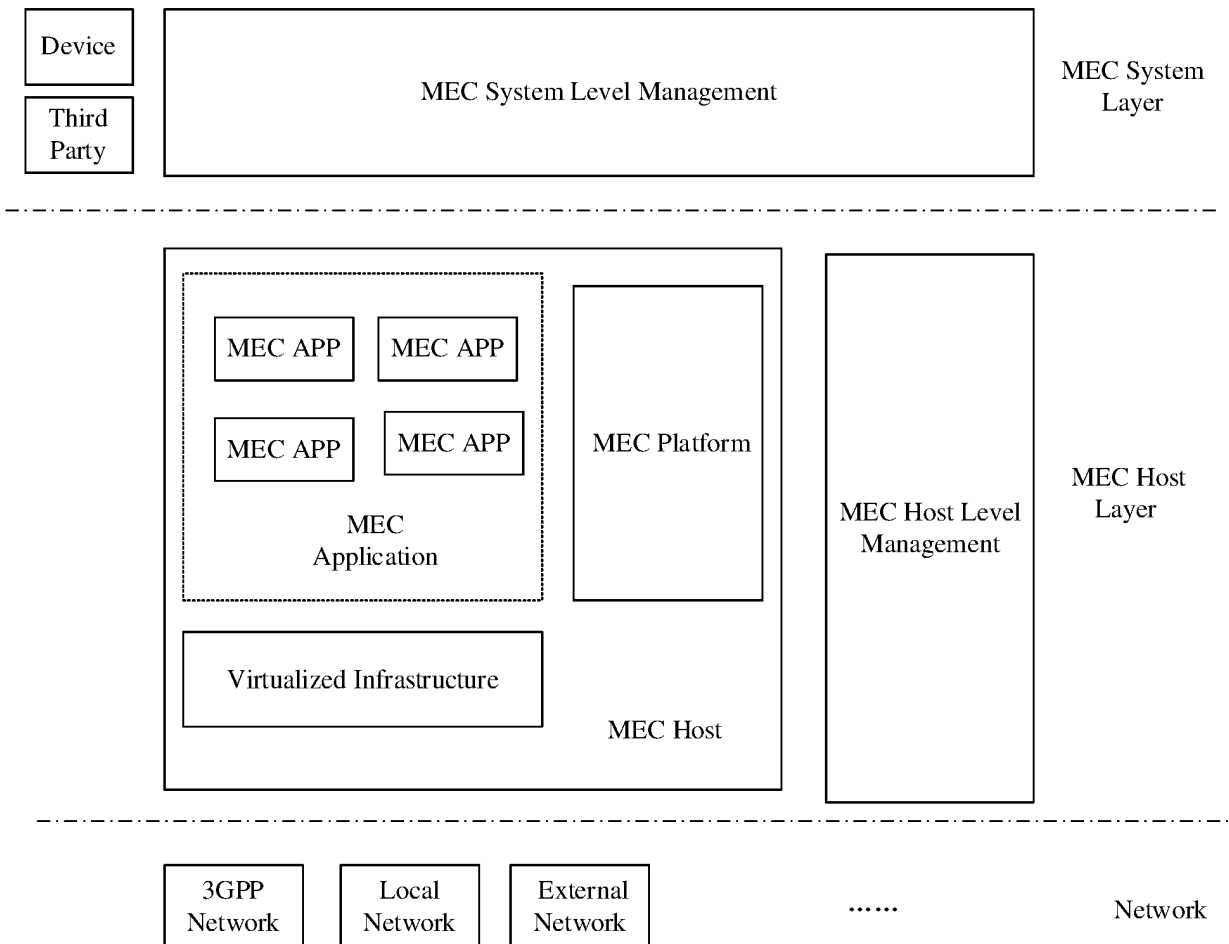 Device
Third
Party
MEC System Level Management
MEC System
Layer
MEC APP
MEC APP
MEC APP
MEC APP
MEC
Application
MEC Platform
Virtualized Infrastructure
MEC Host
MEC Host Level
Management
MEC Host
Layer
3GPP
Network
Local
Network
External
Network
......
Network